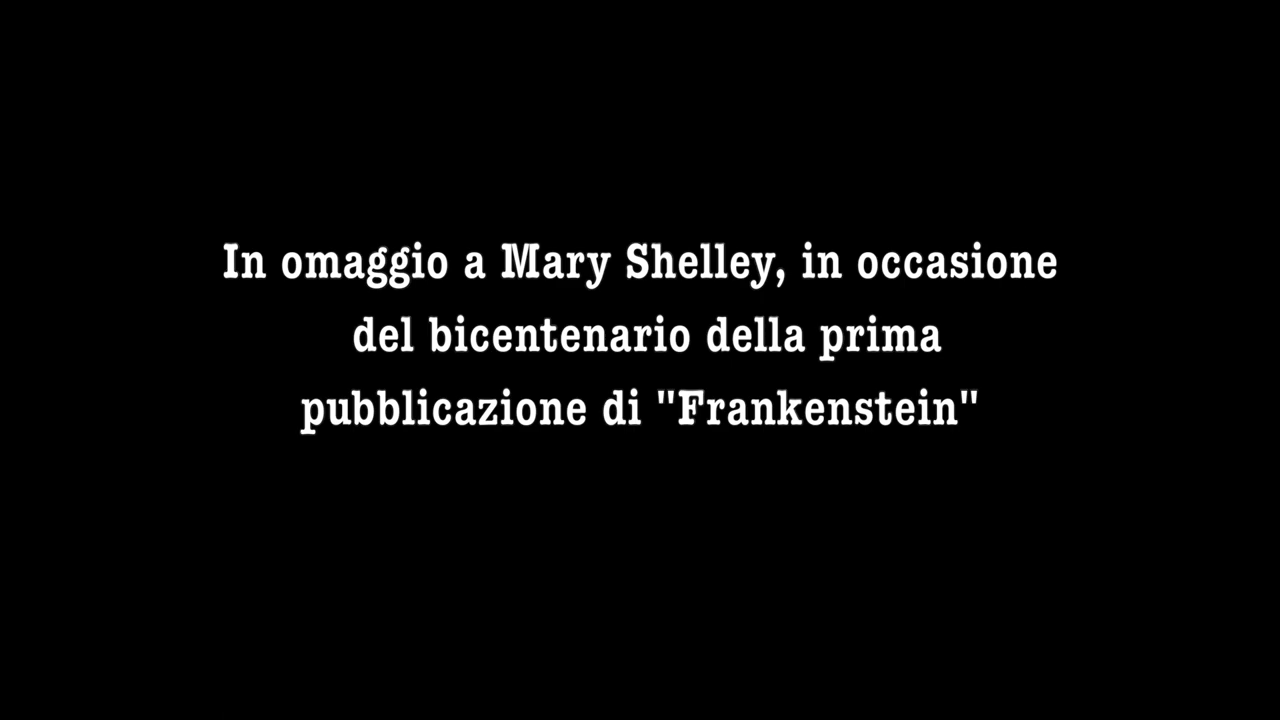 In omaggio a Mary Shelley, in occasione
del bicentenario della prima
pubblicazione di "Frankenstein"